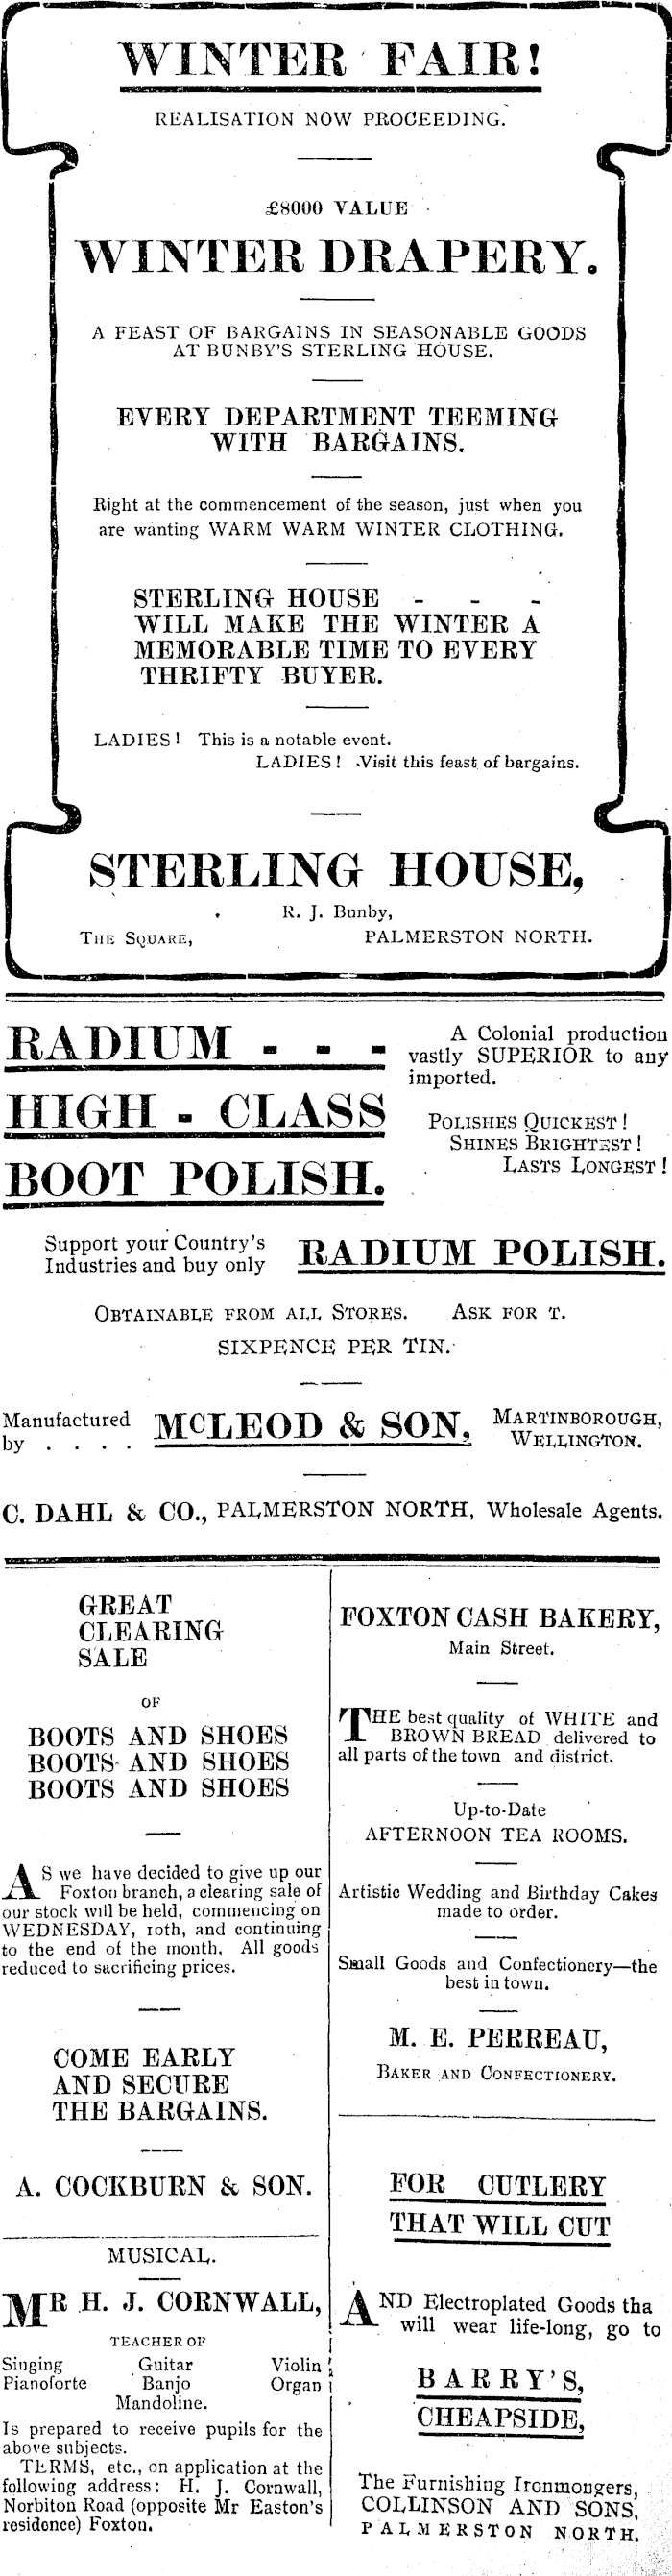 WINTER FAIR!
REALISATION NOW PROCEEDING.
£8000 VALUE
WINTER DRAPERY.
A FEAST OF BARGAINS IN SEASONABLE GOODS
AT BUNBY'S STERLING HOUSE.
EVERY DEPARTMENT TEEMING
WITH BARGAINS.
Right at the commencement of the season, just when you
are wanting WARM WARM WINTER CLOTHING.
STERLING HOUSE - - -
WILL MAKE THE WINTER A
MEMORABLE TIME TO EVERY
THRIFTY BUYER.
LADIES! This is a notable event.
LADIES! Visit this feast of bargains.
STERLING HOUSE,
R. J. Bunby,
THE SQUARE, PALMERSTON NORTH.
RADIUM - - -
HIGH - CLASS
BOOT POLISH.
A Colonial production
vastly SUPERIOR to any
imported.
POLISHES QUICKEST!
SHINES BRIGHTEST!
LASTS LONGEST!
Support your Country's
Industries and buy only
RADIUM POLISH.
OBTAINABLE FROM ALL STORES. ASK FOR T.
SIXPENCE PER TIN.
Manufactured
by . . . .
McLEOD & SON,
MARTINBOROUGH,
WELLINGTON.
C. DAHL & CO., PALMERSTON NORTH, Wholesale Agents.
GREAT
CLEARING
SALE
OF
BOOTS AND SHOES
BOOTS AND SHOES
BOOTS AND SHOES
AS we have decided to give up our
Foxton branch, a clearing sale of
our stock will be held, commencing on
WEDNESDAY, 10th, and continuing
to the end of the month. All goods
reduced to sacrificing prices.
COME EARLY
AND SECURE
THE BARGAINS.
A. COCKBURN & SON.
MUSICAL.
MR H. J. CORNWALL,
TEACHER OF
Singing Guitar Violin
Pianoforte Banjo Organ
Mandoline.
Is prepared to receive pupils for the
above subjects.
TERMS, etc., on application at the
following address: H. J. Cornwall,
Norbiton Road (opposite Mr Easton's
residence) Foxton.
FOXTON CASH BAKERY,
Main Street.
THE best quality of WHITE and
BROWN BREAD delivered to
all parts of the town and district.
Up-to-Date
AFTERNOON TEA ROOMS.
Artistic Wedding and Birthday Cakes
made to order.
Small Goods and Confectionery—the
best in town.
M. E. PERREAU,
BAKER AND CONFECTIONERY.
FOR CUTLERY
THAT WILL CUT
AND Electroplated Goods tha
will wear life-long, go to
BARRY'S,
CHEAPSIDE,
The Furnishing Ironmongers,
COLLINSON AND SONS,
PALMERSTON NORTH.